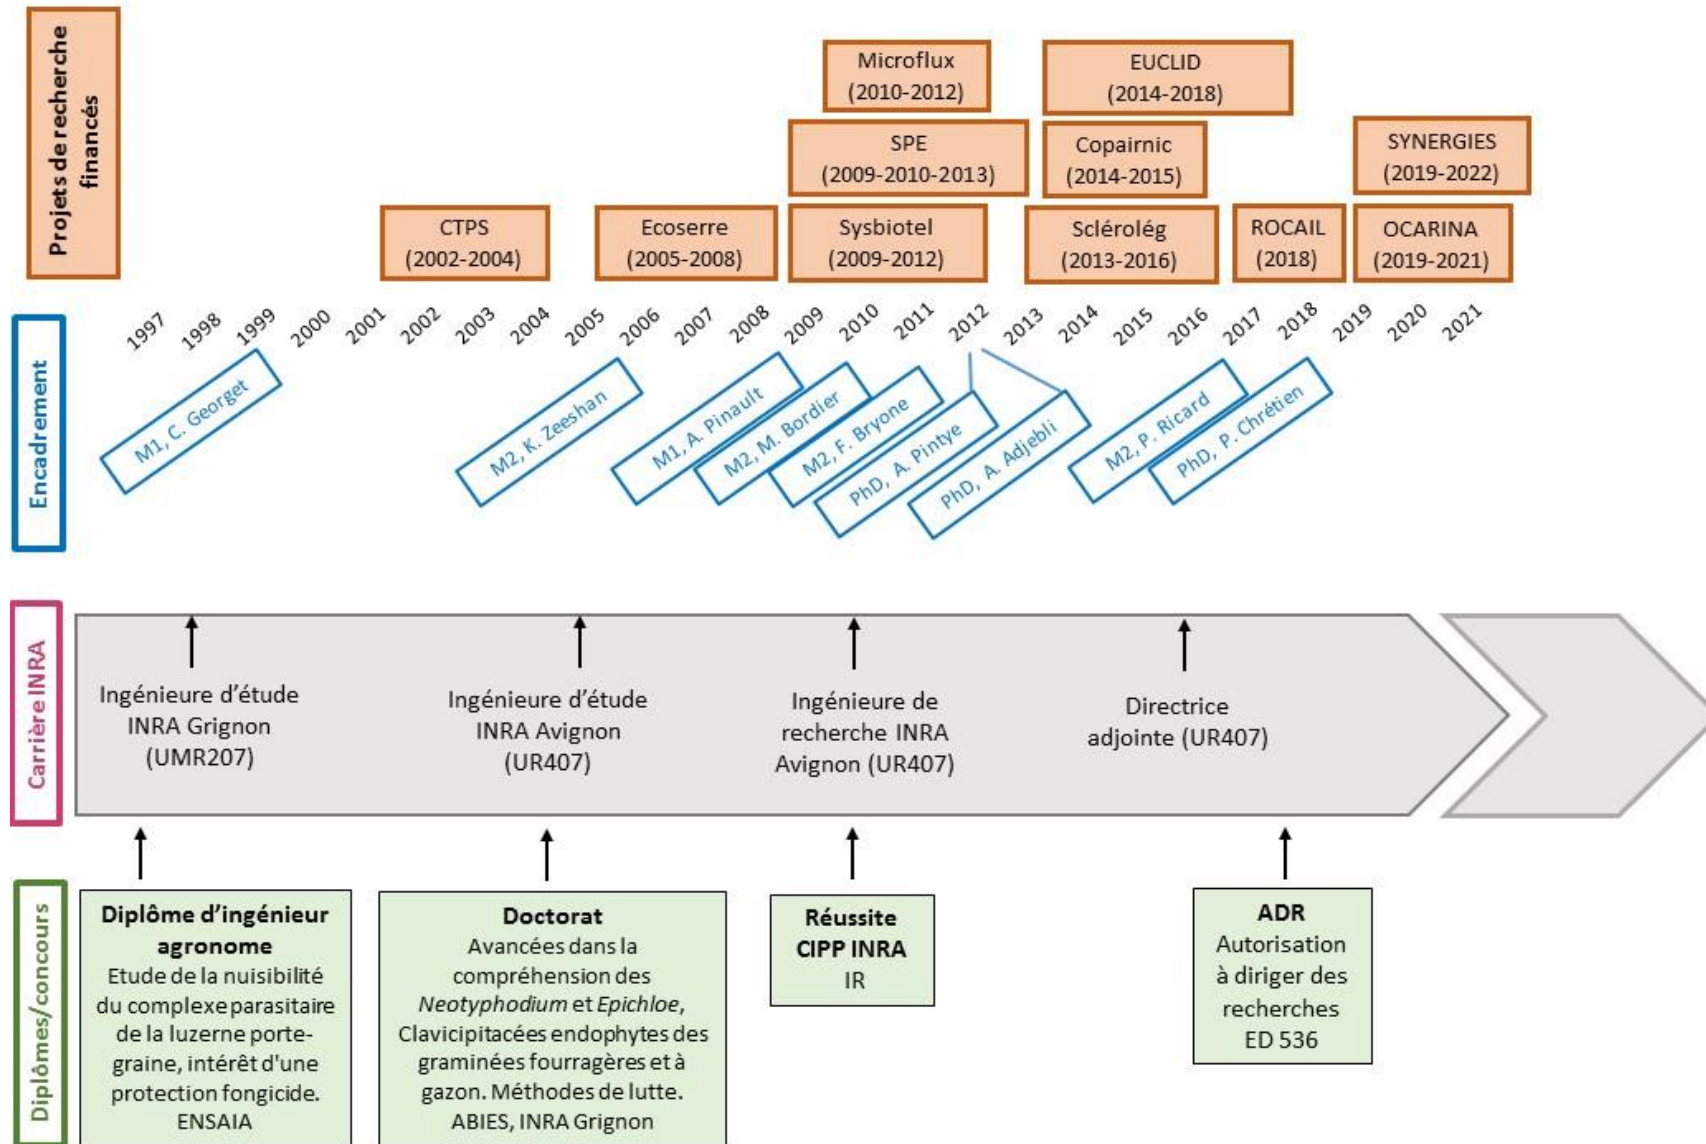 Projets de recherche
financés
Microflux
(2010-2012)
EUCLID
(2014-2018)
SPE
(2009-2010-2013)
Copairnic
(2014-2015)
SYNERGIES
(2019-2022)
CTPS
(2002-2004)
Ecoserre
(2005-2008)
Sysbiotel
(2009-2012)
Sclérolég
(2013-2016)
ROCAIL
(2018)
OCARINA
(2019-2021)
1997 1998 1999 2000 2001 2002 2003 2004 2005 2006 2007 2008 2009 2010 2011 2012 2013 2014 2015 2016 2017 2018 2019 2020 2021
Encadrement
M1, C. Georget
M2, K. Zeeshan
M1, A. Pinault
M2, M. Bordier
M2, F. Bryone
PhD, A. Pintye
PhD, A. Adjebli
M2, P. Ricard
PhD, P. Chrétien
Carrière INRA
Ingénieure d'étude
INRA Grignon
(UMR207)
Ingénieure d'étude
INRA Avignon
(UR407)
Ingénieure de
recherche INRA
Avignon (UR407)
Directrice
adjointe (UR407)
Diplômes/concours
Diplôme d'ingénieur
agronome
Etude de la nuisibilité
du complexe parasitaire
de la luzerne porte-
graine, intérêt d'une
protection fongicide.
ENSAIA
Doctorat
Avancées dans la
compréhension des
Neotyphodium et Epichloe,
Clavicipitacées endophytes des
graminées fourragères et à
gazon. Méthodes de lutte.
ABIES, INRA Grignon
Réussite
CIPP INRA
IR
ADR
Autorisation
à diriger des
recherches
ED 536